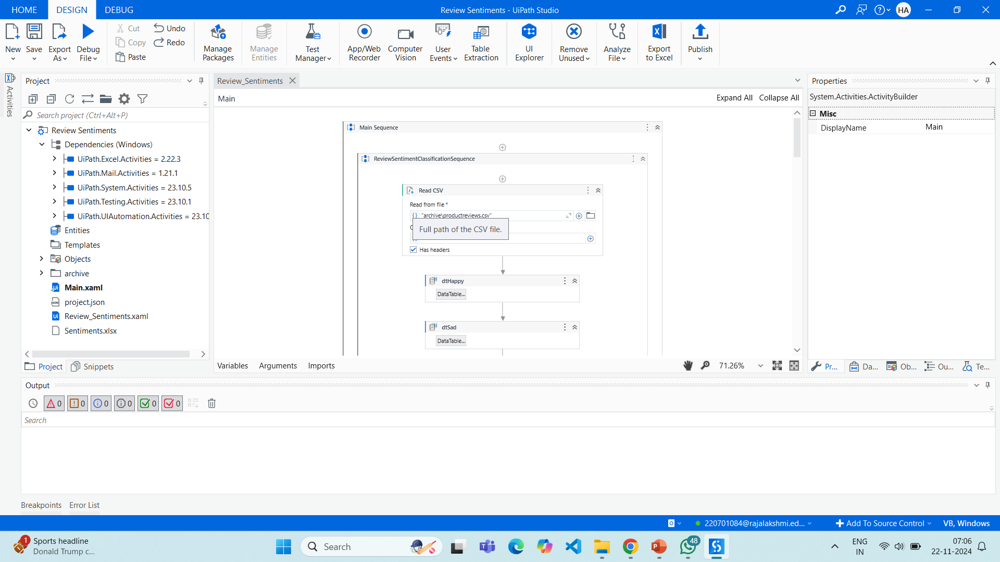 HOME DESIGN DEBUG Review Sentiments - UiPath Studio HA
New Save Export As Debug File
Cut
Copy
Paste
Undo
Redo
Manage Packages
Manage Entities
Test Manager
App/Web Recorder
Computer Vision
User Events
Table Extraction
UI Explorer
Remove Unused
Analyze File
Export to Excel
Publish
Activities
Project
Search project (Ctrl+Alt+P)
Review Sentiments
Dependencies (Windows)
UiPath.Excel.Activities = 2.22.3
UiPath.Mail.Activities = 1.21.1
UiPath.System.Activities = 23.10.5
UiPath.Testing.Activities = 23.10.1
UiPath.UIAutomation.Activities = 23.10
Entities
Templates
Objects
archive
Main.xaml
project.json
Review_Sentiments.xaml
Sentiments.xlsx
Project Snippets
Review_Sentiments
Main Expand All Collapse All
Main Sequence
ReviewSentimentClassificationSequence
Read CSV
Read from file *
"archive\productreviews.csv"
Full path of the CSV file.
Has headers
dtHappy
DataTable...
dtSad
DataTable...
Variables Arguments Imports 71.26%
Properties
System.Activities.ActivityBuilder
Misc
DisplayName Main
Pr... Da... Ob... Ou... Te...
Output
0 0 0 0 0 0
Search
Breakpoints Error List
220701084@rajalakshmi.ed... Add To Source Control VB, Windows
1 Sports headline
Donald Trump c...
Search
48
ENG
IN
07:06
22-11-2024